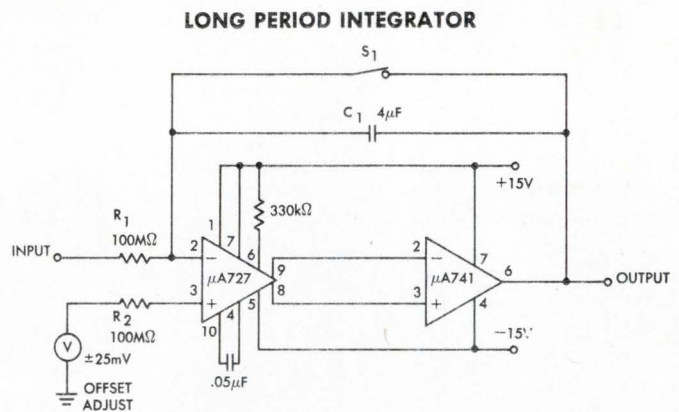 LONG PERIOD INTEGRATOR
S1
C1 4µF
+15V
330kΩ
R1
100MΩ
INPUT
1
7
6
2
−
µA727
9
8
3
+
10
4
5
R2
100MΩ
V
±25mV
.05µF
OFFSET
ADJUST
2
−
7
µA741
6
OUTPUT
3
+
4
−15V